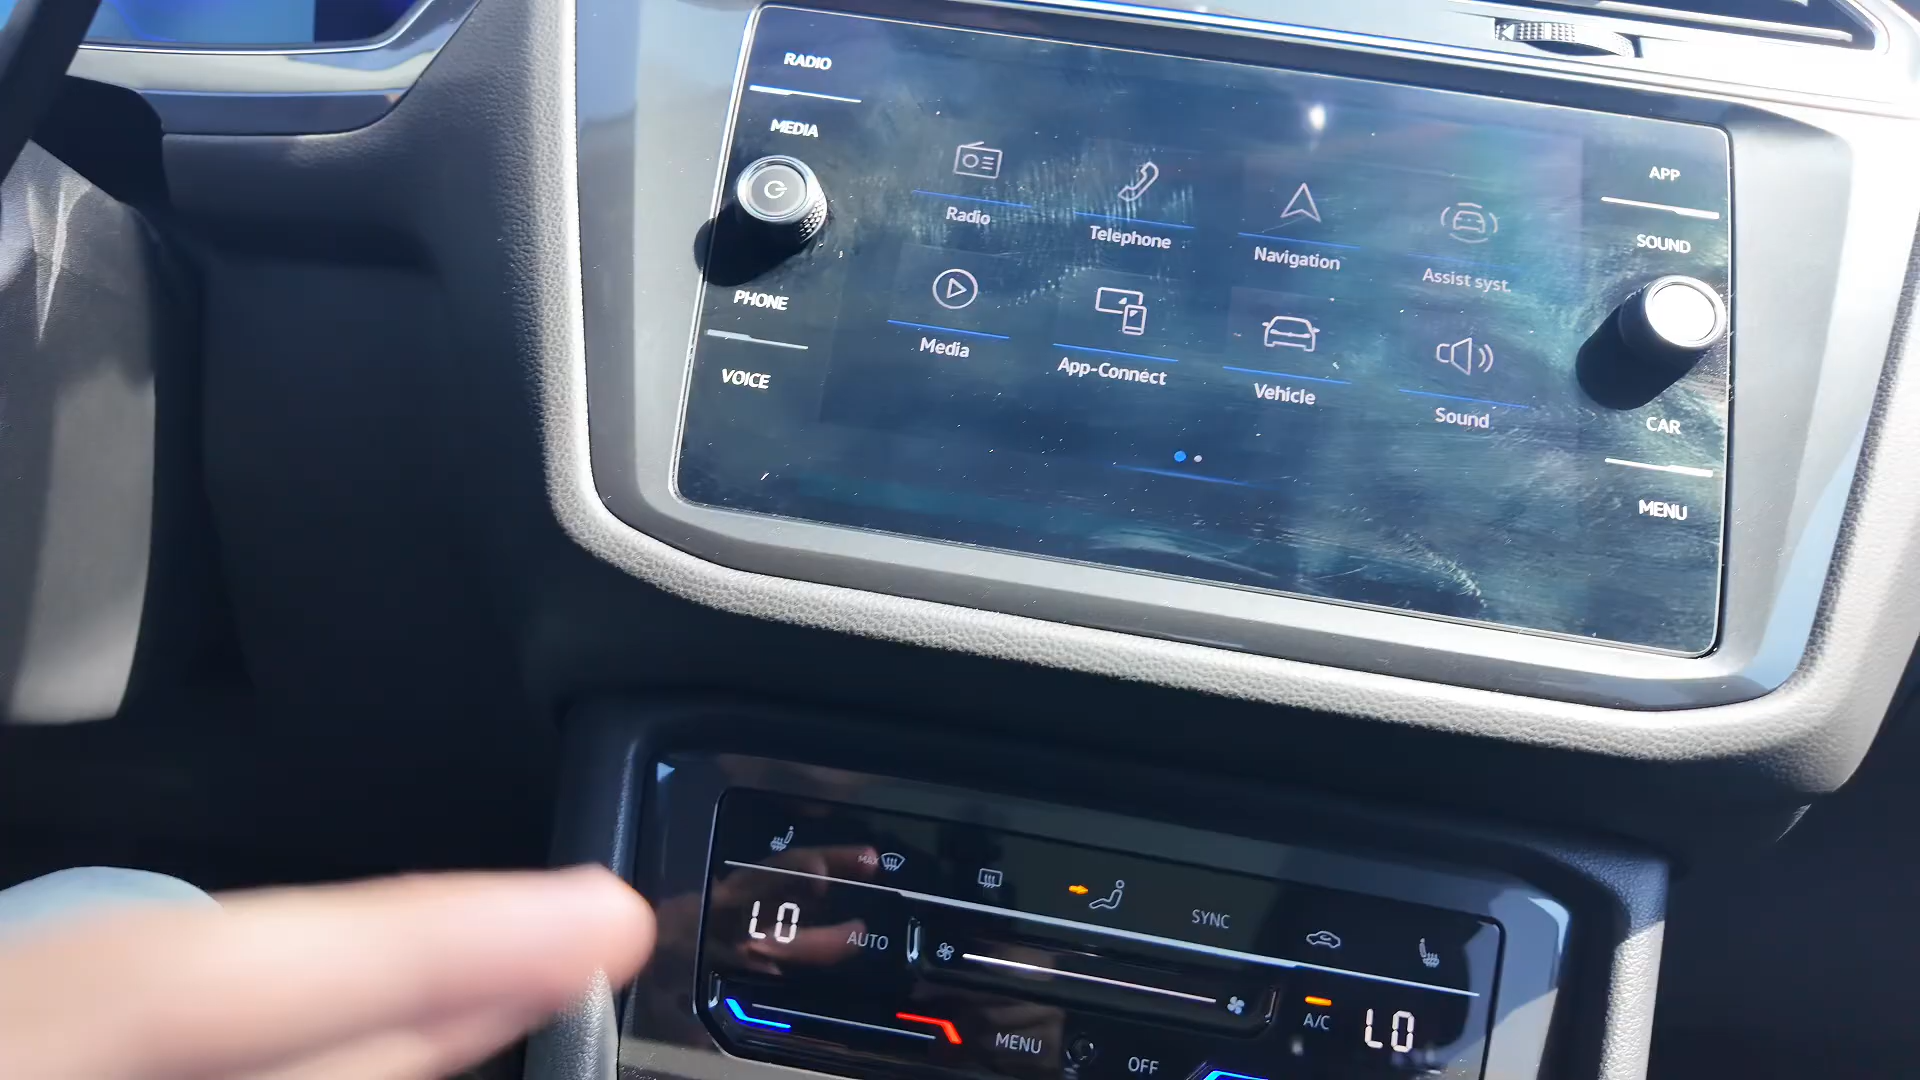 RADIO
MEDIA
PHONE
VOICE
Radio
Telephone
Navigation
Assist syst.
Media
App-Connect
Vehicle
Sound
APP
SOUND
CAR
MENU
MAX
SYNC
LO
AUTO
A/C
LO
MENU
OFF